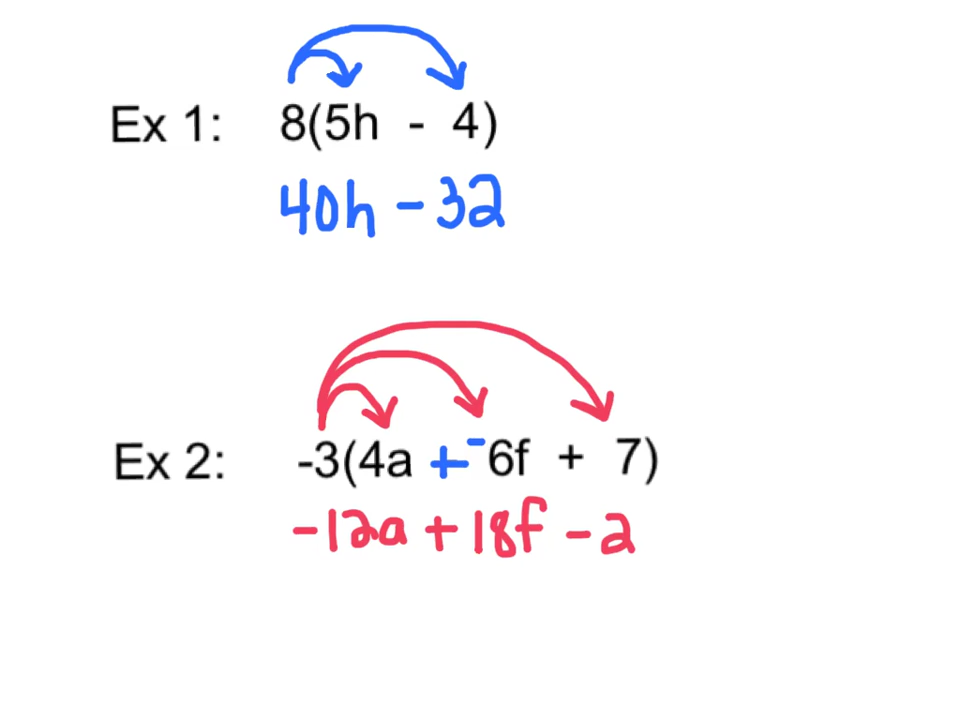 Ex 1: 8(5h - 4)
40h - 32
Ex 2: -3(4a + -6f + 7)
-12a + 18f - 2